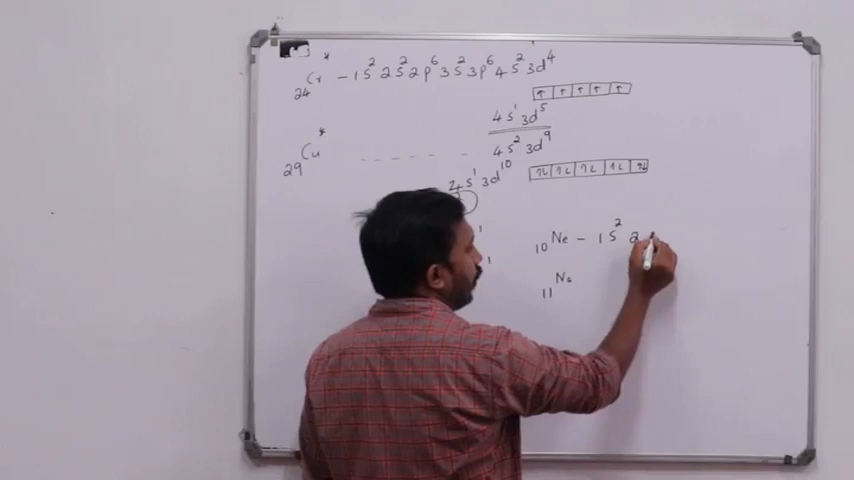 24Cr* - 1s² 2s² 2p⁶ 3s² 3p⁶ 4s² 3d⁴
↑ ↑ ↑ ↑ ↑
4s¹ 3d⁵
29Cu* - - - - - - 4s² 3d⁹
4s¹ 3d¹⁰
↑↓ ↑↓ ↑↓ ↑↓ ↑↓
10Ne - 1s² 2
11Na